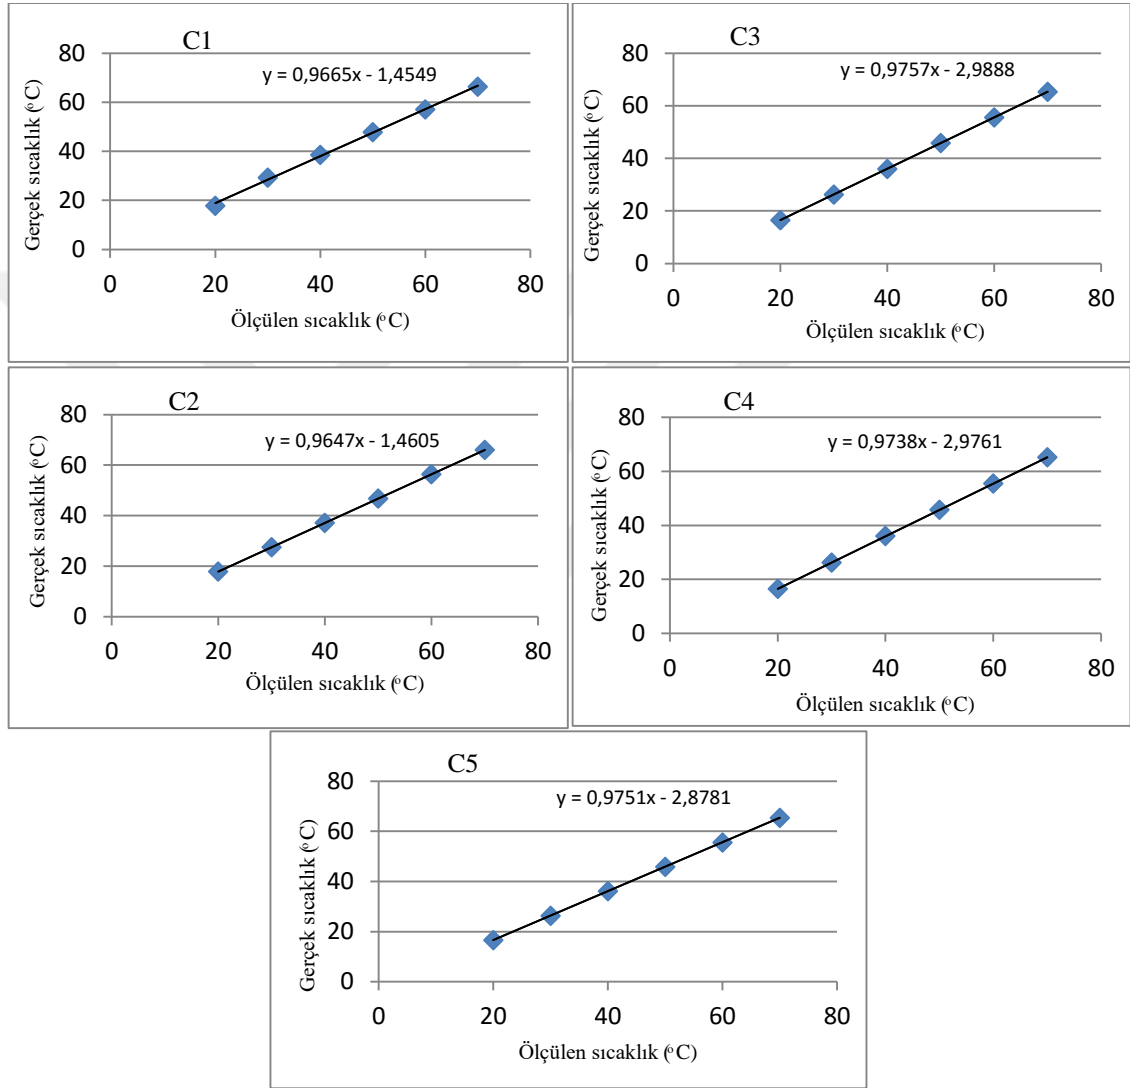 C1
y = 0,9665x - 1,4549
80
60
40
20
0
0 20 40 60 80
Gerçek sıcaklık (°C)
Ölçülen sıcaklık (°C)
C3
y = 0,9757x - 2,9888
80
60
40
20
0
0 20 40 60 80
Gerçek sıcaklık (°C)
Ölçülen sıcaklık (°C)
C2
y = 0,9647x - 1,4605
80
60
40
20
0
0 20 40 60 80
Gerçek sıcaklık (°C)
Ölçülen sıcaklık (°C)
C4
y = 0,9738x - 2,9761
80
60
40
20
0
0 20 40 60 80
Gerçek sıcaklık (°C)
Ölçülen sıcaklık (°C)
C5
y = 0,9751x - 2,8781
80
60
40
20
0
0 20 40 60 80
Gerçek sıcaklık (°C)
Ölçülen sıcaklık (°C)